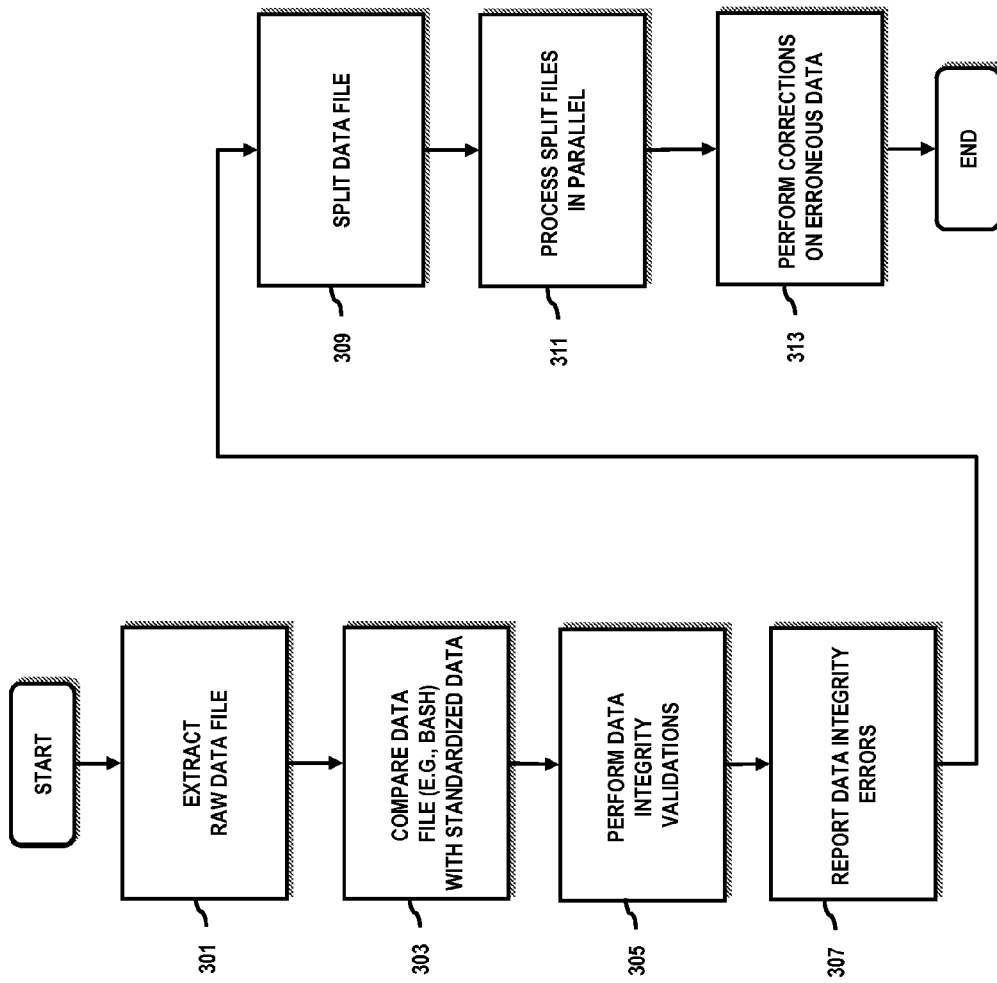 START
EXTRACT
RAW DATA FILE
301
COMPARE DATA
FILE (E.G., BASH)
WITH STANDARDIZED DATA
303
PERFORM DATA
INTEGRITY
VALIDATIONS
305
REPORT DATA INTEGRITY
ERRORS
307
SPLIT DATA FILE
309
PROCESS SPLIT FILES
IN PARALLEL
311
PERFORM CORRECTIONS
ON ERRONEOUS DATA
313
END